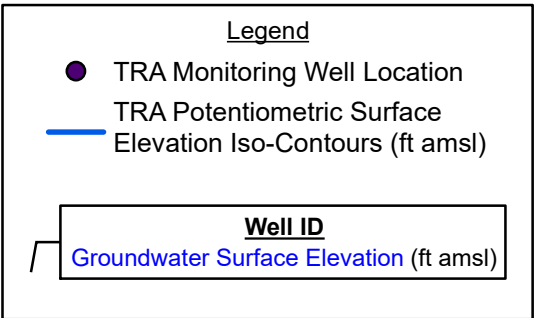 Legend
TRA Monitoring Well Location
TRA Potentiometric Surface
Elevation Iso-Contours (ft amsl)
Well ID
Groundwater Surface Elevation (ft amsl)